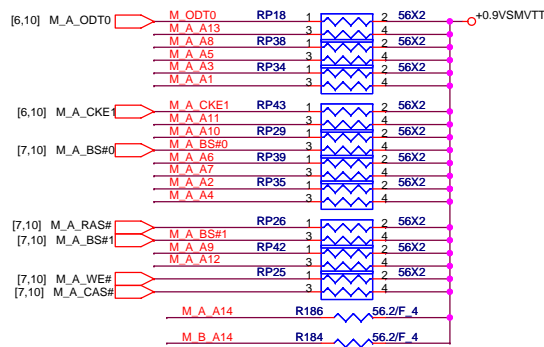 [6,10] M_A_ODT0 M_ODT0 RP18 1 2 56X2 +0.9VSMVTT
M_A_A13 3 4
M_A_A8 RP38 1 2 56X2
M_A_A5 3 4
M_A_A3 RP34 1 2 56X2
M_A_A1 3 4
[6,10] M_A_CKE1 M_A_CKE1 RP43 1 2 56X2
M_A_A11 3 4
M_A_A10 RP29 1 2 56X2
[7,10] M_A_BS#0 M_A_BS#0 3 4
M_A_A6 RP39 1 2 56X2
M_A_A7 3 4
M_A_A2 RP35 1 2 56X2
M_A_A4 3 4
[7,10] M_A_RAS# RP26 1 2 56X2
[7,10] M_A_BS#1 M_A_BS#1 3 4
M_A_A9 RP42 1 2 56X2
M_A_A12 3 4
[7,10] M_A_WE# RP25 1 2 56X2
[7,10] M_A_CAS# 3 4
M_A_A14 R186 56.2/F_4
M_B_A14 R184 56.2/F_4